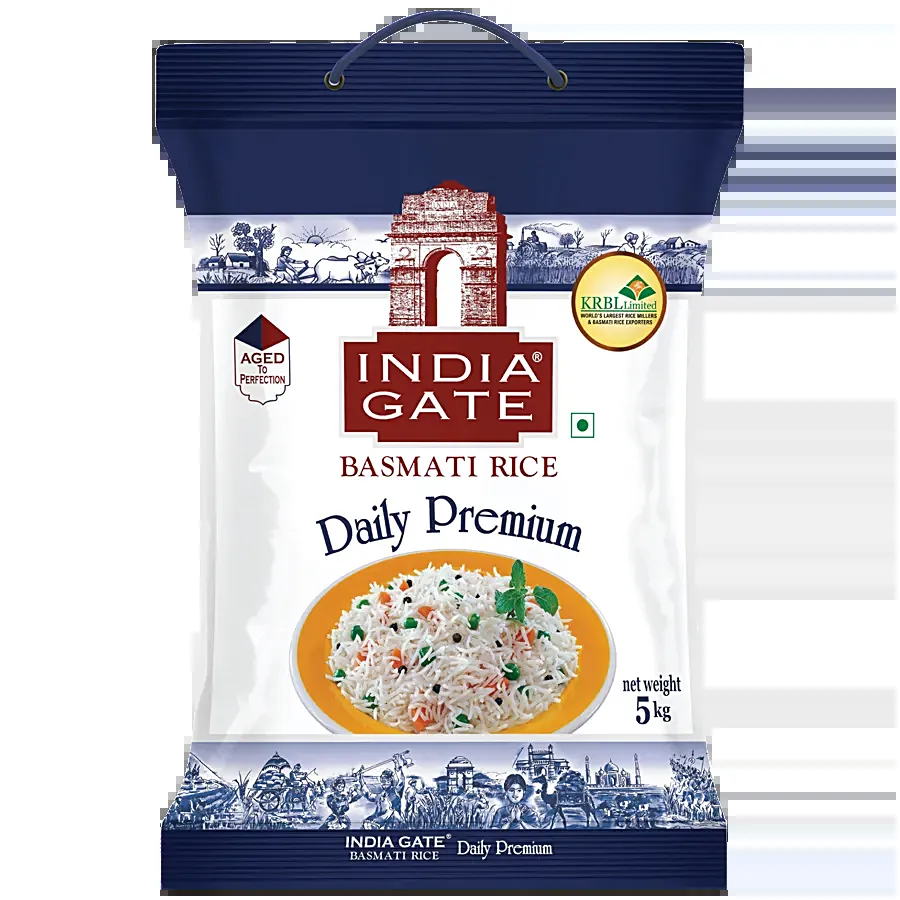 KRBL Limited
WORLD'S LARGEST RICE MILLERS
& BASMATI RICE EXPORTERS
AGED
To
PERFECTION
INDIA®
GATE
BASMATI RICE
Daily Premium
net weight
5 kg
INDIA GATE®
BASMATI RICE
Daily Premium